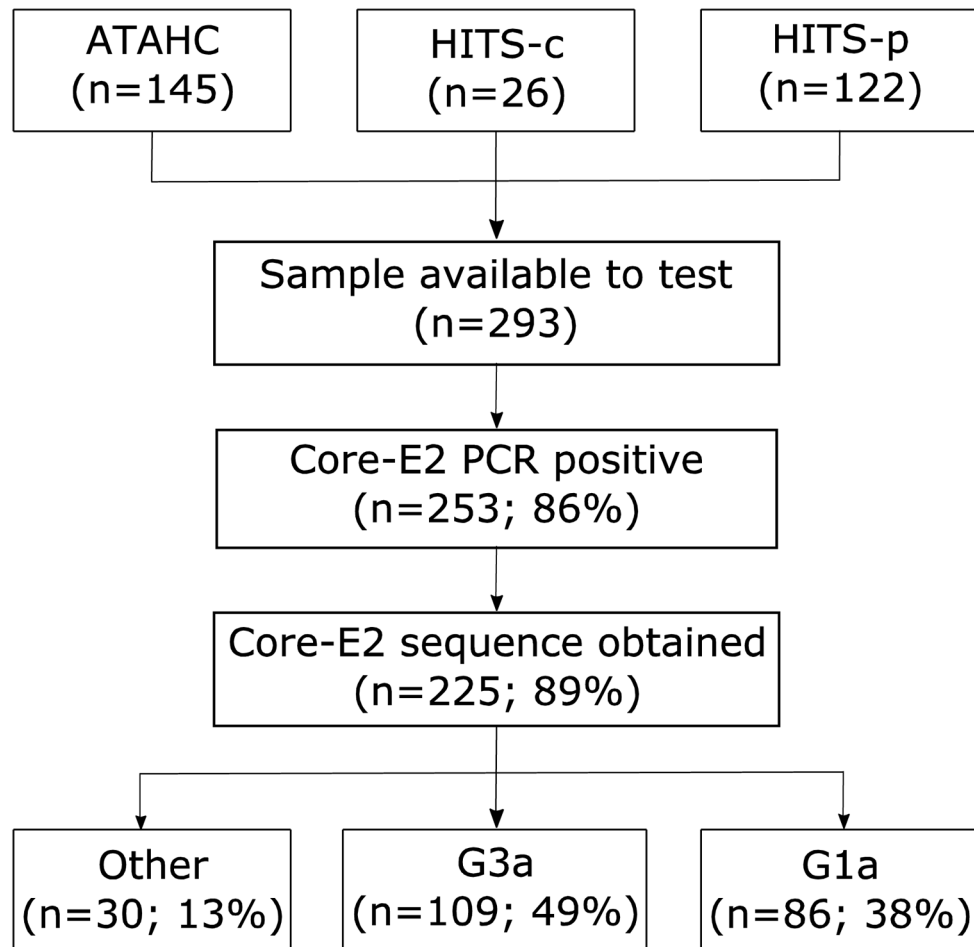 ATAHC
(n=145)
HITS-c
(n=26)
HITS-p
(n=122)
Sample available to test
(n=293)
Core-E2 PCR positive
(n=253; 86%)
Core-E2 sequence obtained
(n=225; 89%)
Other
(n=30; 13%)
G3a
(n=109; 49%)
G1a
(n=86; 38%)